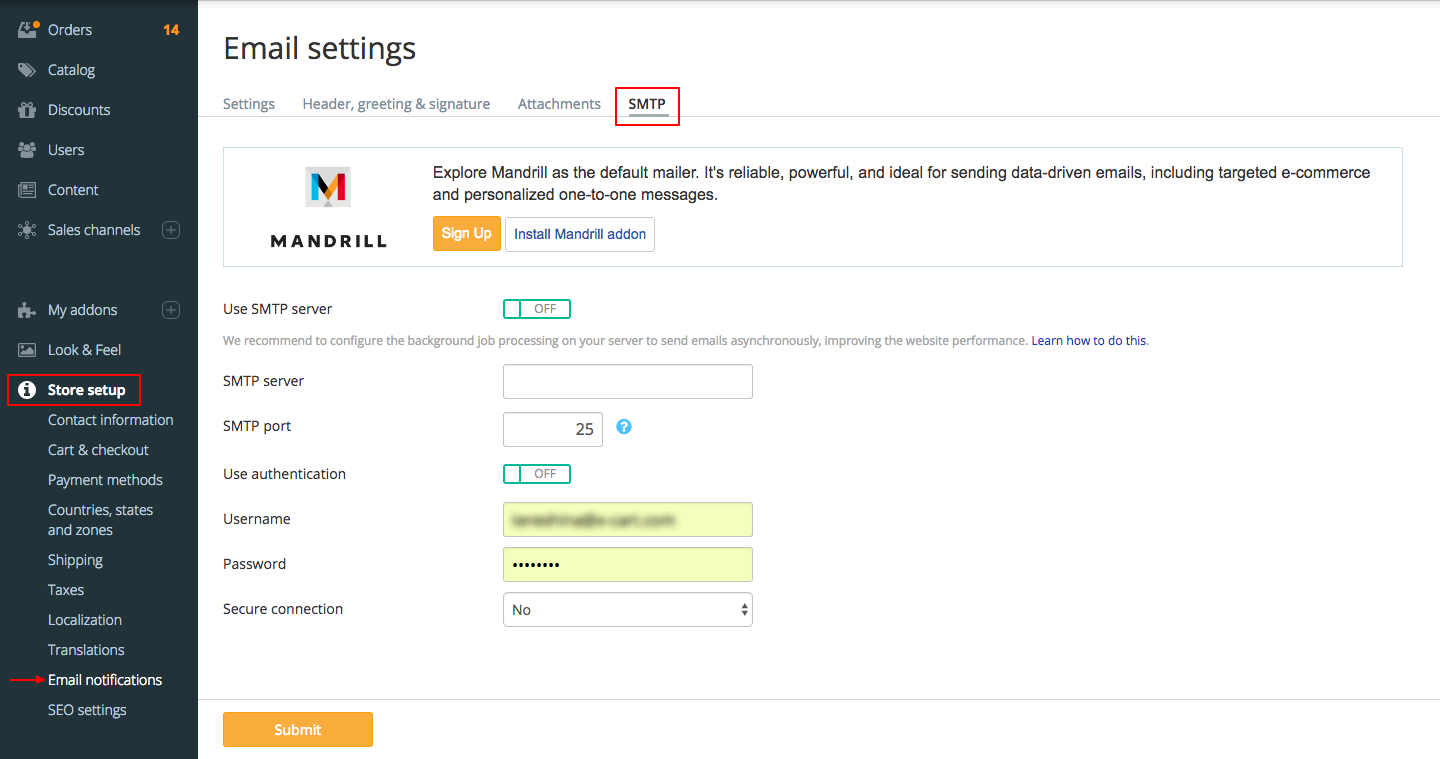 Orders 14
Catalog
Discounts
Users
Content
Sales channels
My addons
Look & Feel
Store setup
Contact information
Cart & checkout
Payment methods
Countries, states
and zones
Shipping
Taxes
Localization
Translations
Email notifications
SEO settings
Email settings
Settings Header, greeting & signature Attachments SMTP
MANDRILL
Explore Mandrill as the default mailer. It's reliable, powerful, and ideal for sending data-driven emails, including targeted e-commerce
and personalized one-to-one messages.
Sign Up Install Mandrill addon
Use SMTP server OFF
We recommend to configure the background job processing on your server to send emails asynchronously, improving the website performance. Learn how to do this.
SMTP server
SMTP port 25 ?
Use authentication OFF
Username
Password ••••••••
Secure connection No
Submit